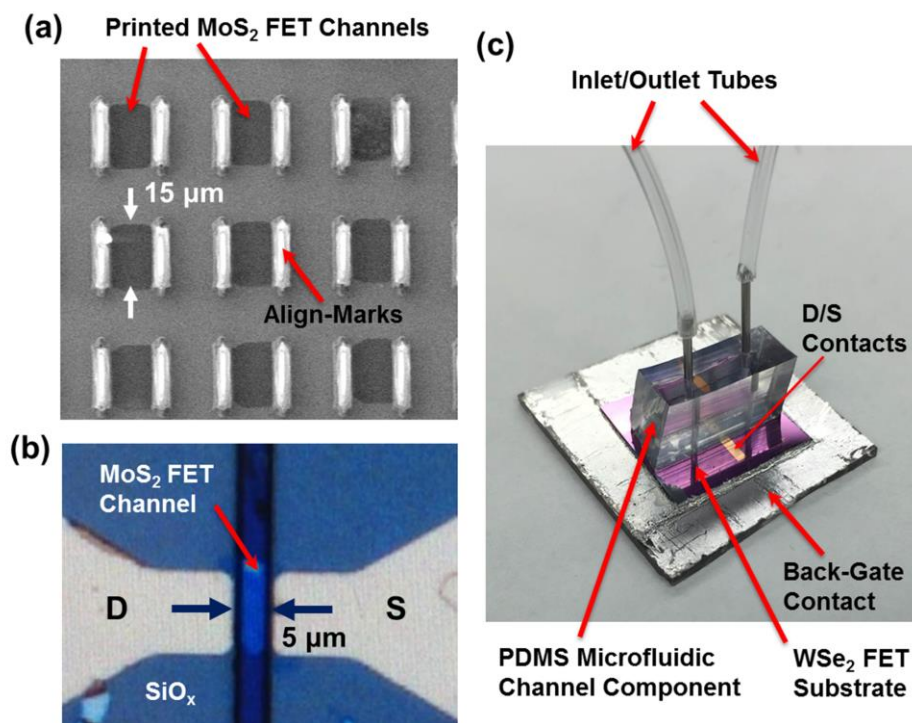 (a)
Printed MoS₂ FET Channels
15 µm
Align-Marks
(b)
MoS₂ FET
Channel
D
S
5 µm
SiOₓ
(c)
Inlet/Outlet Tubes
D/S
Contacts
Back-Gate
Contact
PDMS Microfluidic
Channel Component
WSe₂ FET
Substrate